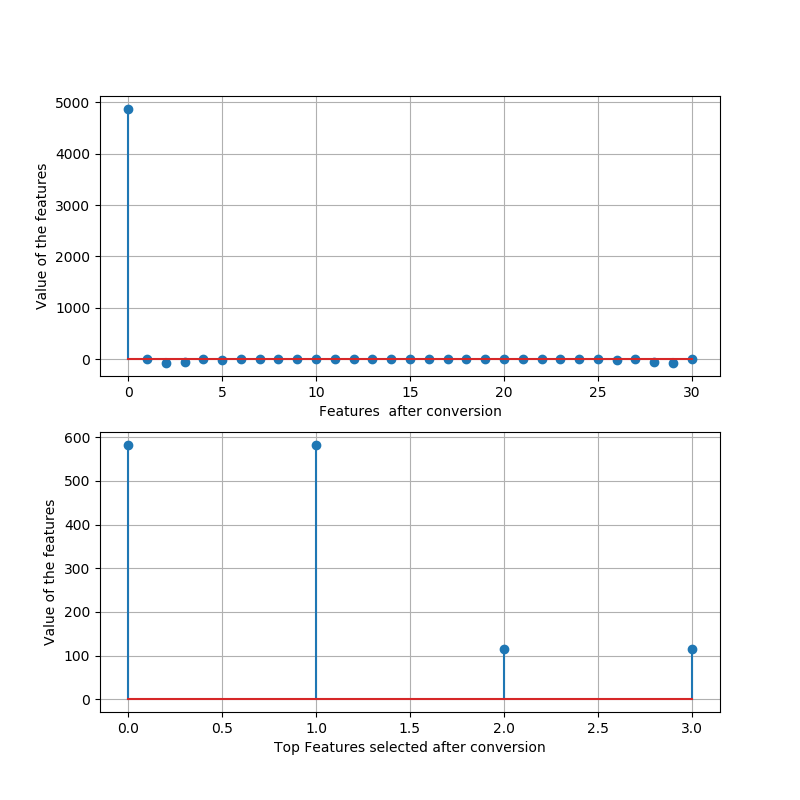 5000
4000
3000
2000
1000
0
Value of the features
0 5 10 15 20 25 30
Features  after conversion
600
500
400
300
200
100
0
Value of the features
0.0 0.5 1.0 1.5 2.0 2.5 3.0
Top Features selected after conversion